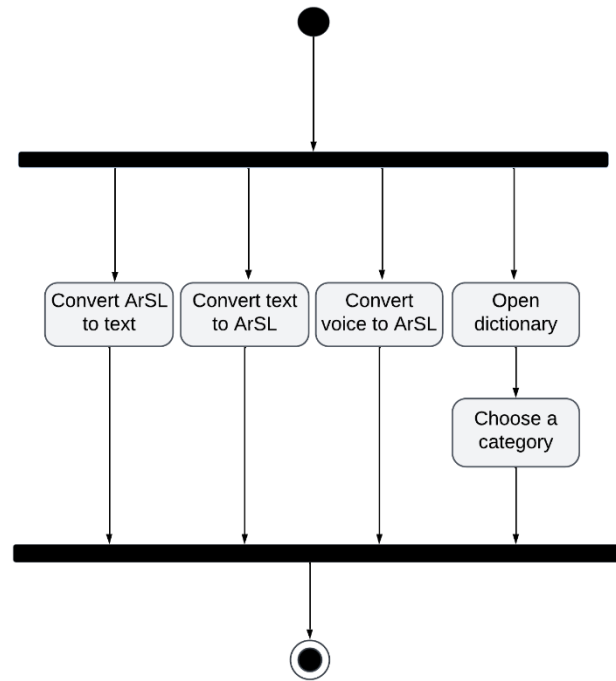 Convert ArSL
to text
Convert text
to ArSL
Convert
voice to ArSL
Open
dictionary
Choose a
category